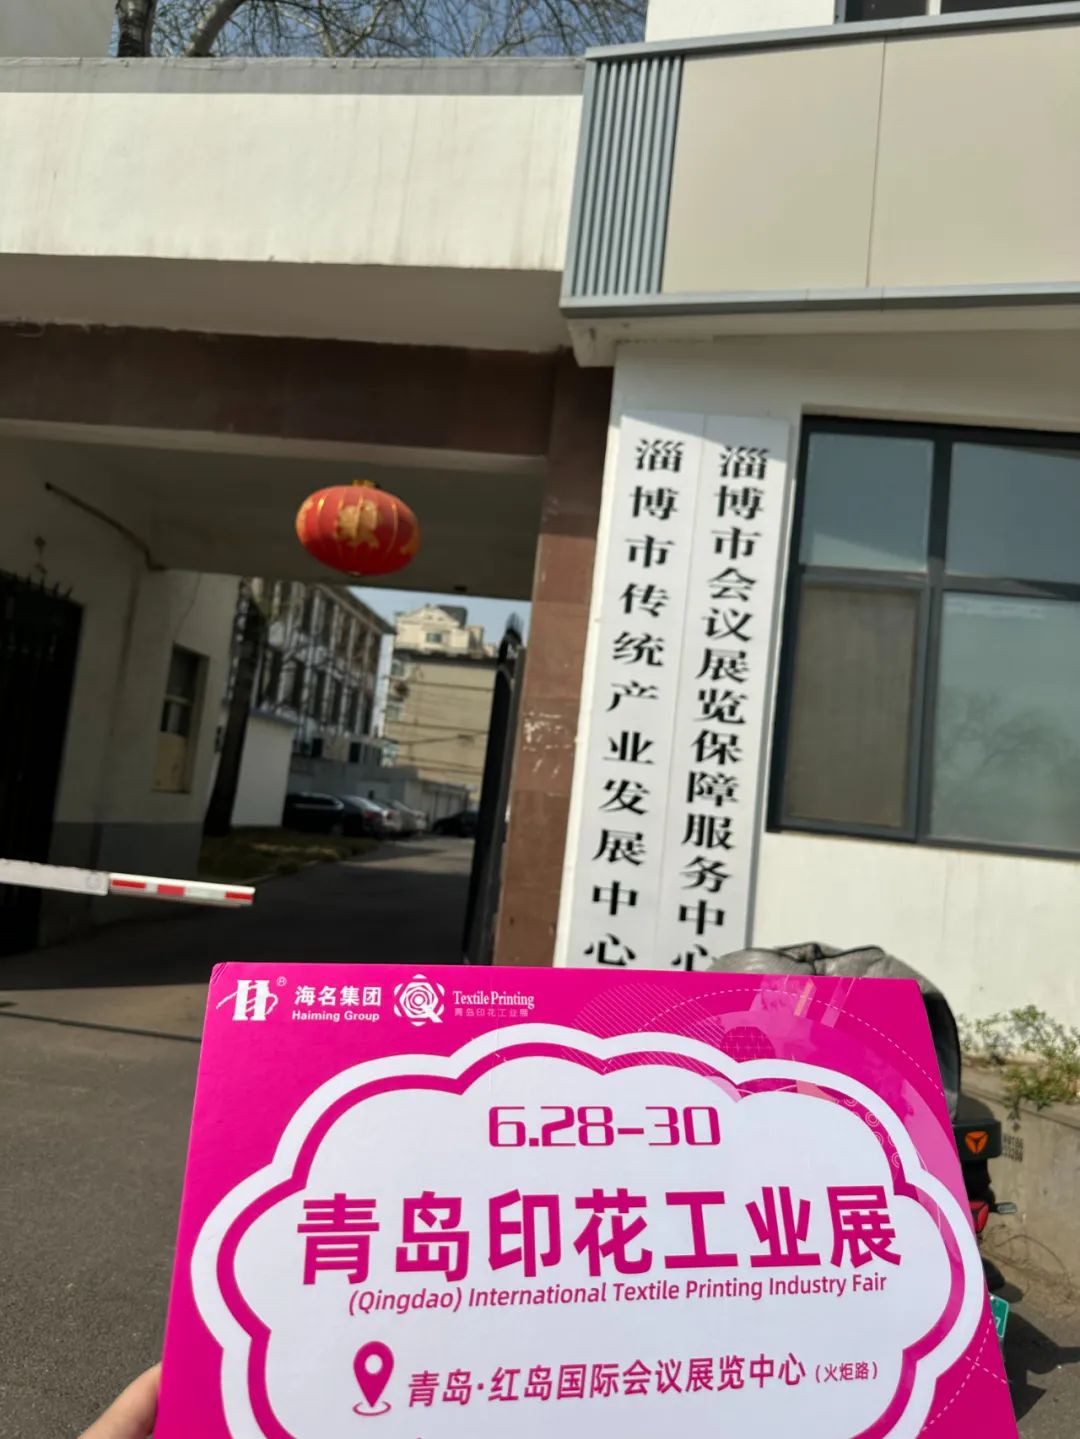 淄博市传统产业发展中心
淄博市会议展览保障服务中心
海名集团
Haiming Group
Textile Printing
青岛印花工业展
6.28-30
青岛印花工业展
(Qingdao) International Textile Printing Industry Fair
青岛·红岛国际会议展览中心(火炬路)